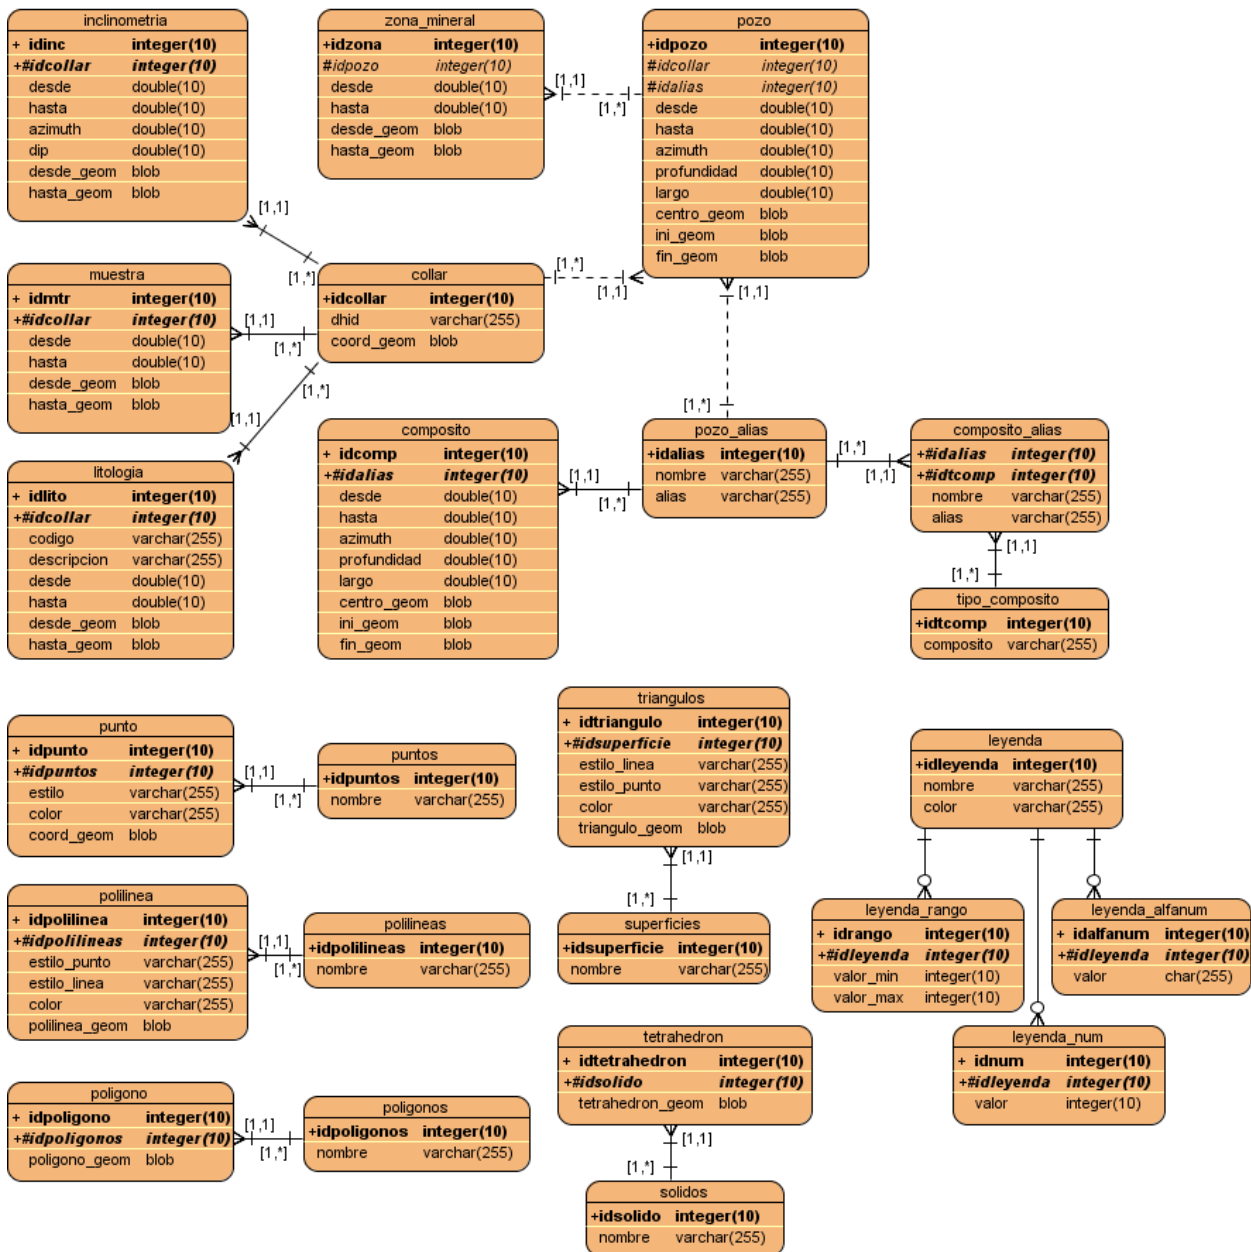 inclinometria
+ idinc integer(10)
+#idcollar integer(10)
desde double(10)
hasta double(10)
azimuth double(10)
dip double(10)
desde_geom blob
hasta_geom blob
zona_mineral
+idzona integer(10)
#idpozo integer(10)
desde double(10)
hasta double(10)
desde_geom blob
hasta_geom blob
[1,1]
[1,*]
pozo
+idpozo integer(10)
#idcollar integer(10)
#idalias integer(10)
desde double(10)
hasta double(10)
azimuth double(10)
profundidad double(10)
largo double(10)
centro_geom blob
ini_geom blob
fin_geom blob
[1,1]
[1,*]
muestra
+ idmtr integer(10)
+#idcollar integer(10)
desde double(10)
hasta double(10)
desde_geom blob
hasta_geom blob
[1,1]
[1,*]
collar
+idcollar integer(10)
dhid varchar(255)
coord_geom blob
[1,*]
[1,1]
[1,1]
[1,*]
[1,*]
[1,1]
litologia
+ idlito integer(10)
+#idcollar integer(10)
codigo varchar(255)
descripcion varchar(255)
desde double(10)
hasta double(10)
desde_geom blob
hasta_geom blob
composito
+ idcomp integer(10)
+#idalias integer(10)
desde double(10)
hasta double(10)
azimuth double(10)
profundidad double(10)
largo double(10)
centro_geom blob
ini_geom blob
fin_geom blob
[1,1]
[1,*]
pozo_alias
+idalias integer(10)
nombre varchar(255)
alias varchar(255)
[1,*]
[1,1]
composito_alias
+#idalias integer(10)
+#idtcomp integer(10)
nombre varchar(255)
alias varchar(255)
[1,1]
[1,*]
tipo_composito
+idtcomp integer(10)
composito varchar(255)
punto
+ idpunto integer(10)
+#idpuntos integer(10)
estilo varchar(255)
color varchar(255)
coord_geom blob
[1,1]
[1,*]
puntos
+idpuntos integer(10)
nombre varchar(255)
triangulos
+ idtriangulo integer(10)
+#idsuperficie integer(10)
estilo_linea varchar(255)
estilo_punto varchar(255)
color varchar(255)
triangulo_geom blob
[1,1]
[1,*]
superficies
+idsuperficie integer(10)
nombre varchar(255)
leyenda
+idleyenda integer(10)
nombre varchar(255)
color varchar(255)
polilinea
+ idpolilinea integer(10)
+#idpolilineas integer(10)
estilo_punto varchar(255)
estilo_linea varchar(255)
color varchar(255)
polilinea_geom blob
[1,1]
[1,*]
polilineas
+idpolilineas integer(10)
nombre varchar(255)
leyenda_rango
+ idrango integer(10)
+#idleyenda integer(10)
valor_min integer(10)
valor_max integer(10)
leyenda_alfanum
+ idalfanum integer(10)
+#idleyenda integer(10)
valor char(255)
leyenda_num
+ idnum integer(10)
+#idleyenda integer(10)
valor integer(10)
poligono
+ idpoligono integer(10)
+#idpoligonos integer(10)
poligono_geom blob
[1,1]
[1,*]
poligonos
+idpoligonos integer(10)
nombre varchar(255)
tetrahedron
+ idtetrahedron integer(10)
+#idsolido integer(10)
tetrahedron_geom blob
[1,1]
[1,*]
solidos
+idsolido integer(10)
nombre varchar(255)